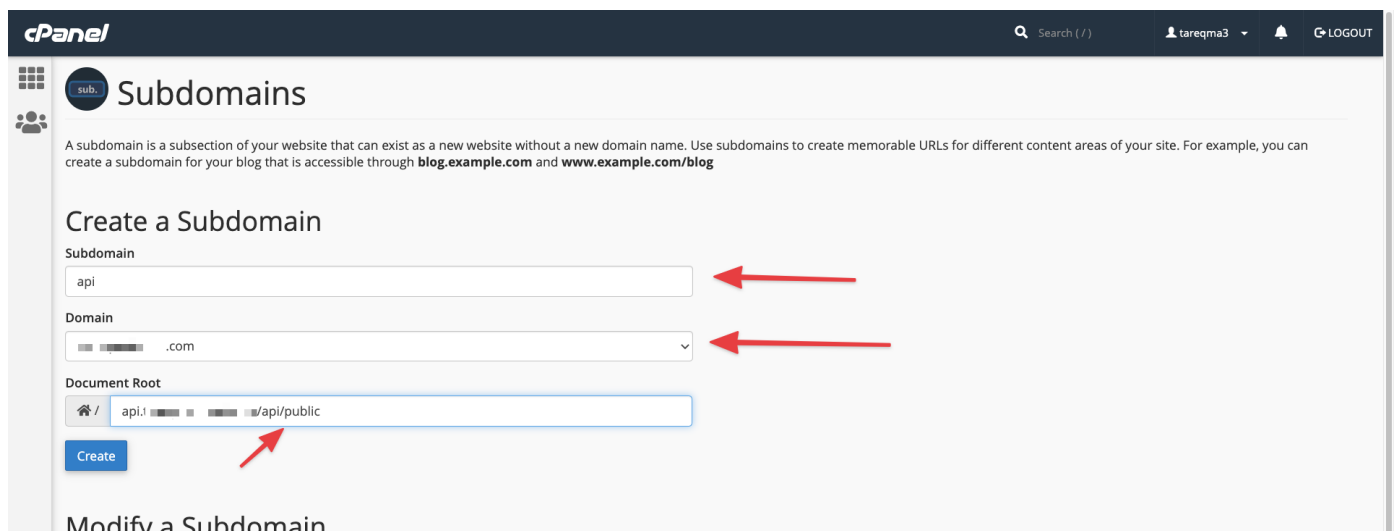 cPanel
Search ( / )
tareqma3
LOGOUT
sub.
Subdomains
A subdomain is a subsection of your website that can exist as a new website without a new domain name. Use subdomains to create memorable URLs for different content areas of your site. For example, you can
create a subdomain for your blog that is accessible through blog.example.com and www.example.com/blog
Create a Subdomain
Subdomain
api
Domain
.com
Document Root
/
api. /api/public
Create
Modify a Subdomain